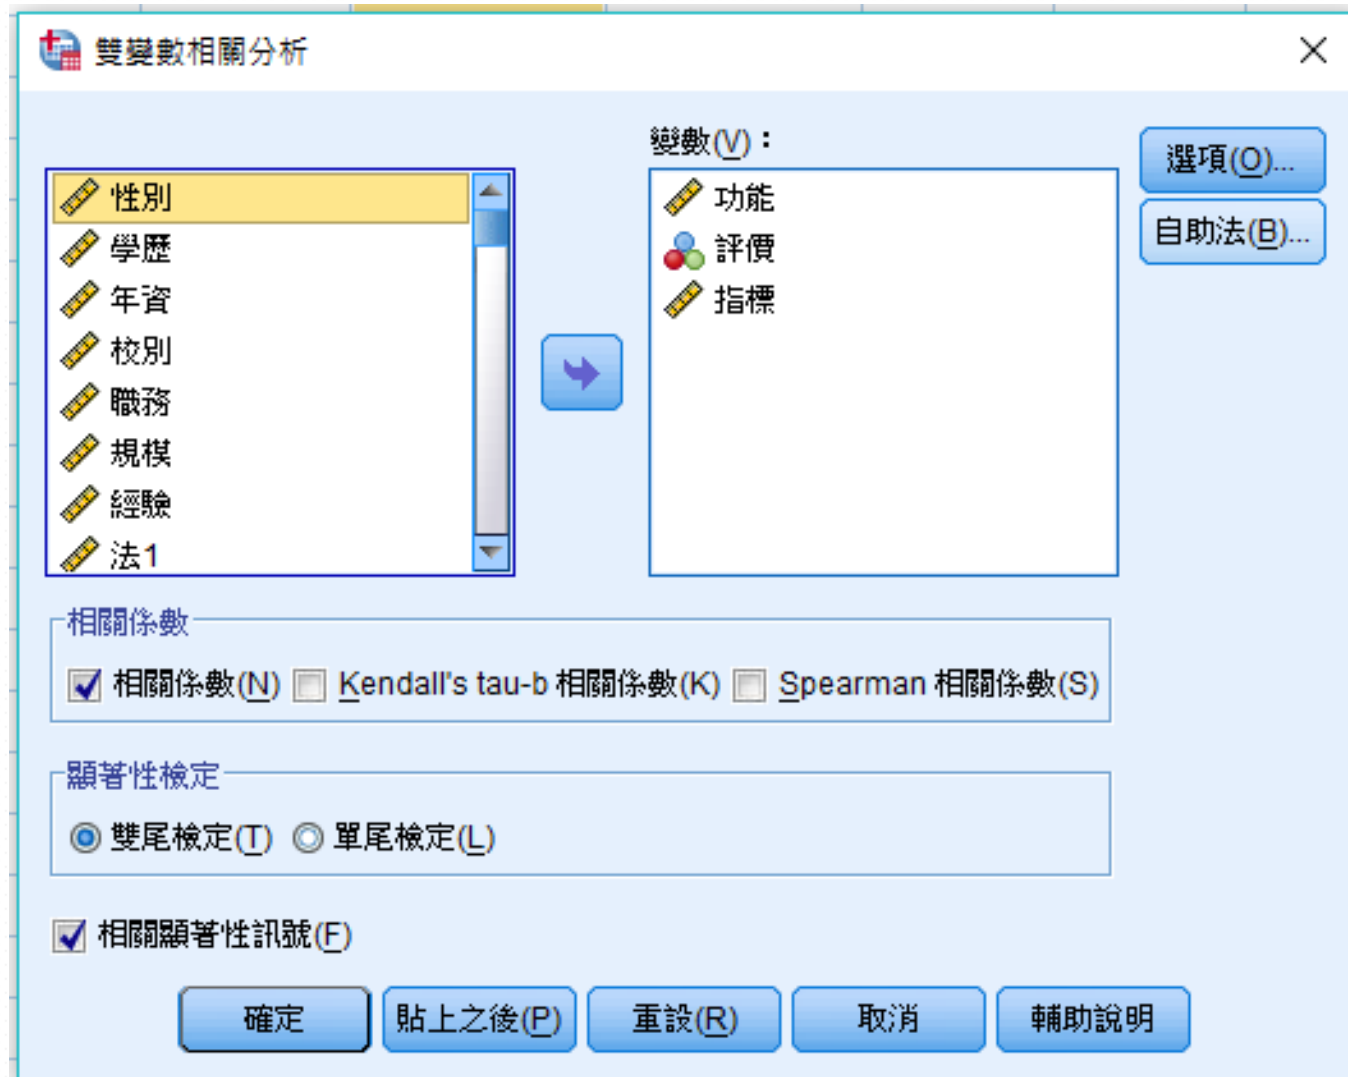 雙變數相關分析
變數(V)：
性別
學歷
年資
校別
職務
規模
經驗
法1
功能
評價
指標
選項(O)...
自助法(B)...
相關係數
相關係數(N) Kendall's tau-b 相關係數(K) Spearman 相關係數(S)
顯著性檢定
雙尾檢定(T) 單尾檢定(L)
相關顯著性訊號(F)
確定 貼上之後(P) 重設(R) 取消 輔助說明